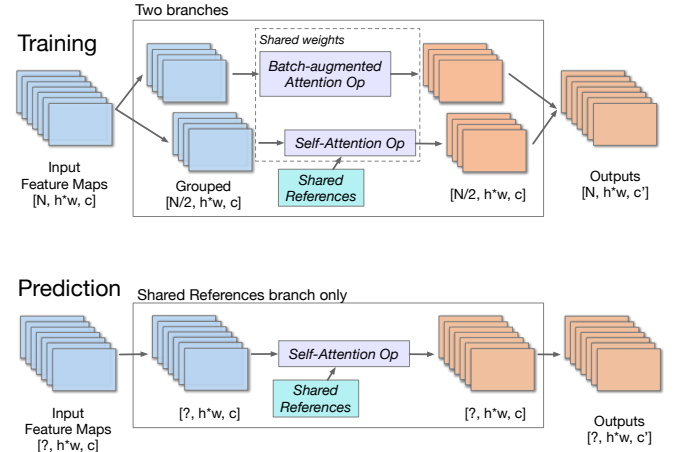 Two branches
Training
Shared weights
Batch-augmented
Attention Op
Self-Attention Op
Input
Feature Maps
[N, h*w, c]
Grouped
[N/2, h*w, c]
Shared
References
[N/2, h*w, c]
Outputs
[N, h*w, c']
Prediction
Shared References branch only
Self-Attention Op
Input
Feature Maps
[?, h*w, c]
[?, h*w, c]
Shared
References
[?, h*w, c]
Outputs
[?, h*w, c']